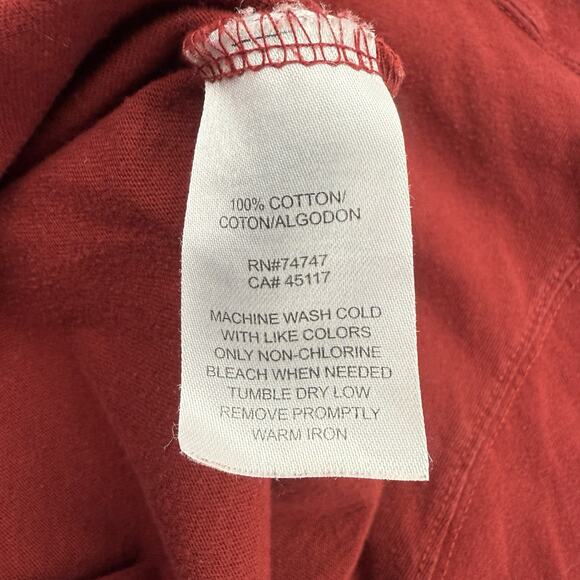 100% COTTON/
COTON/ALGODON
RN#74747
CA# 45117
MACHINE WASH COLD
WITH LIKE COLORS
ONLY NON-CHLORINE
BLEACH WHEN NEEDED
TUMBLE DRY LOW
REMOVE PROMPTLY
WARM IRON